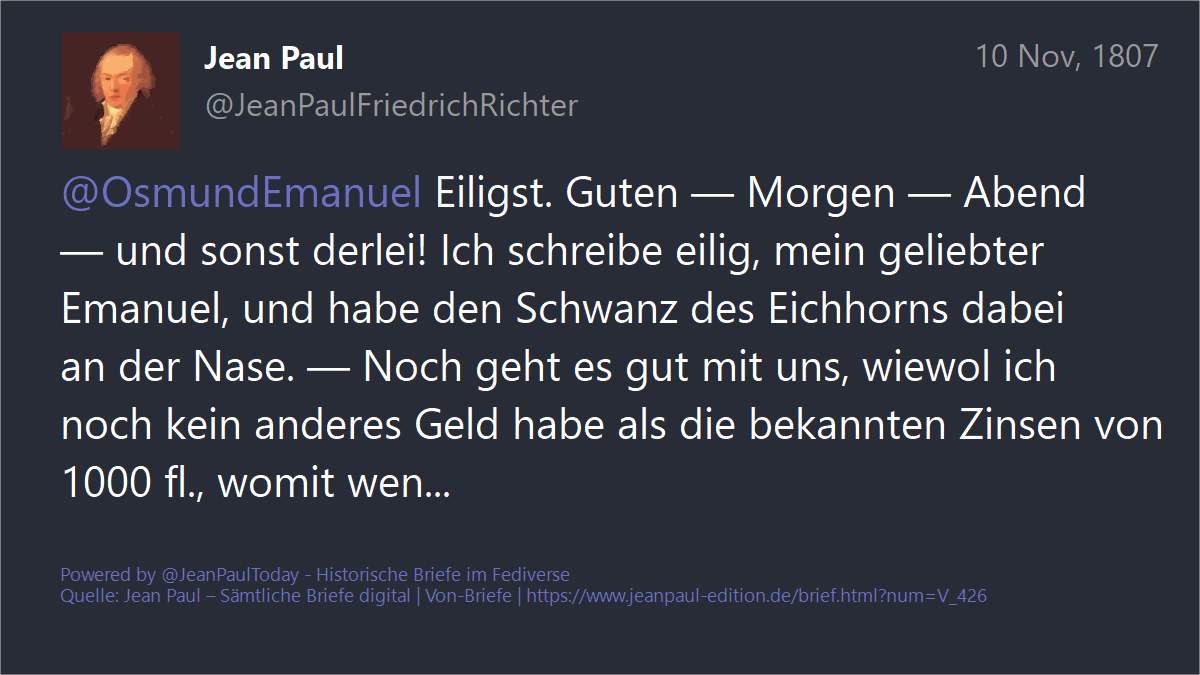 Jean Paul
10 Nov, 1807
@JeanPaulFriedrichRichter
@OsmundEmanuel Eiligst. Guten — Morgen — Abend
— und sonst derlei! Ich schreibe eilig, mein geliebter
Emanuel, und habe den Schwanz des Eichhorns dabei
an der Nase. — Noch geht es gut mit uns, wiewol ich
noch kein anderes Geld habe als die bekannten Zinsen von
1000 fl., womit wen...
Powered by @JeanPaulToday - Historische Briefe im Fediverse
Quelle: Jean Paul – Sämtliche Briefe digital | Von-Briefe | https://www.jeanpaul-edition.de/brief.html?num=V_426